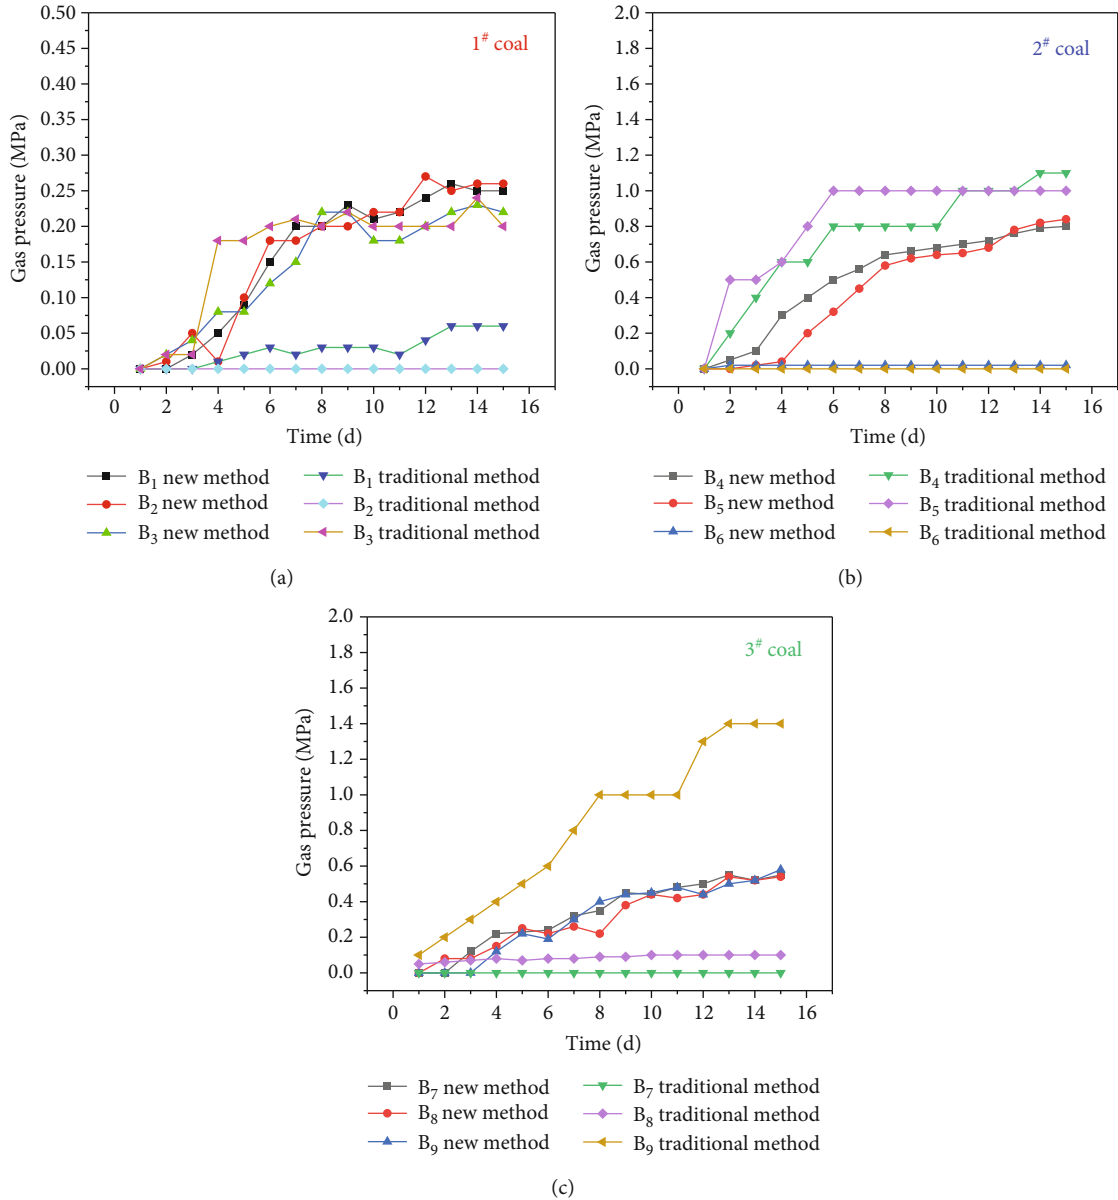 1# coal
0.50
0.45
0.40
0.35
0.30
0.25
0.20
0.15
0.10
0.05
0.00
Gas pressure (MPa)
0 2 4 6 8 10 12 14 16
Time (d)
B1 new method
B2 new method
B3 new method
B1 traditional method
B2 traditional method
B3 traditional method
(a)
2# coal
2.0
1.8
1.6
1.4
1.2
1.0
0.8
0.6
0.4
0.2
0.0
Gas pressure (MPa)
0 2 4 6 8 10 12 14 16
Time (d)
B4 new method
B5 new method
B6 new method
B4 traditional method
B5 traditional method
B6 traditional method
(b)
3# coal
2.0
1.8
1.6
1.4
1.2
1.0
0.8
0.6
0.4
0.2
0.0
Gas pressure (MPa)
0 2 4 6 8 10 12 14 16
Time (d)
B7 new method
B8 new method
B9 new method
B7 traditional method
B8 traditional method
B9 traditional method
(c)